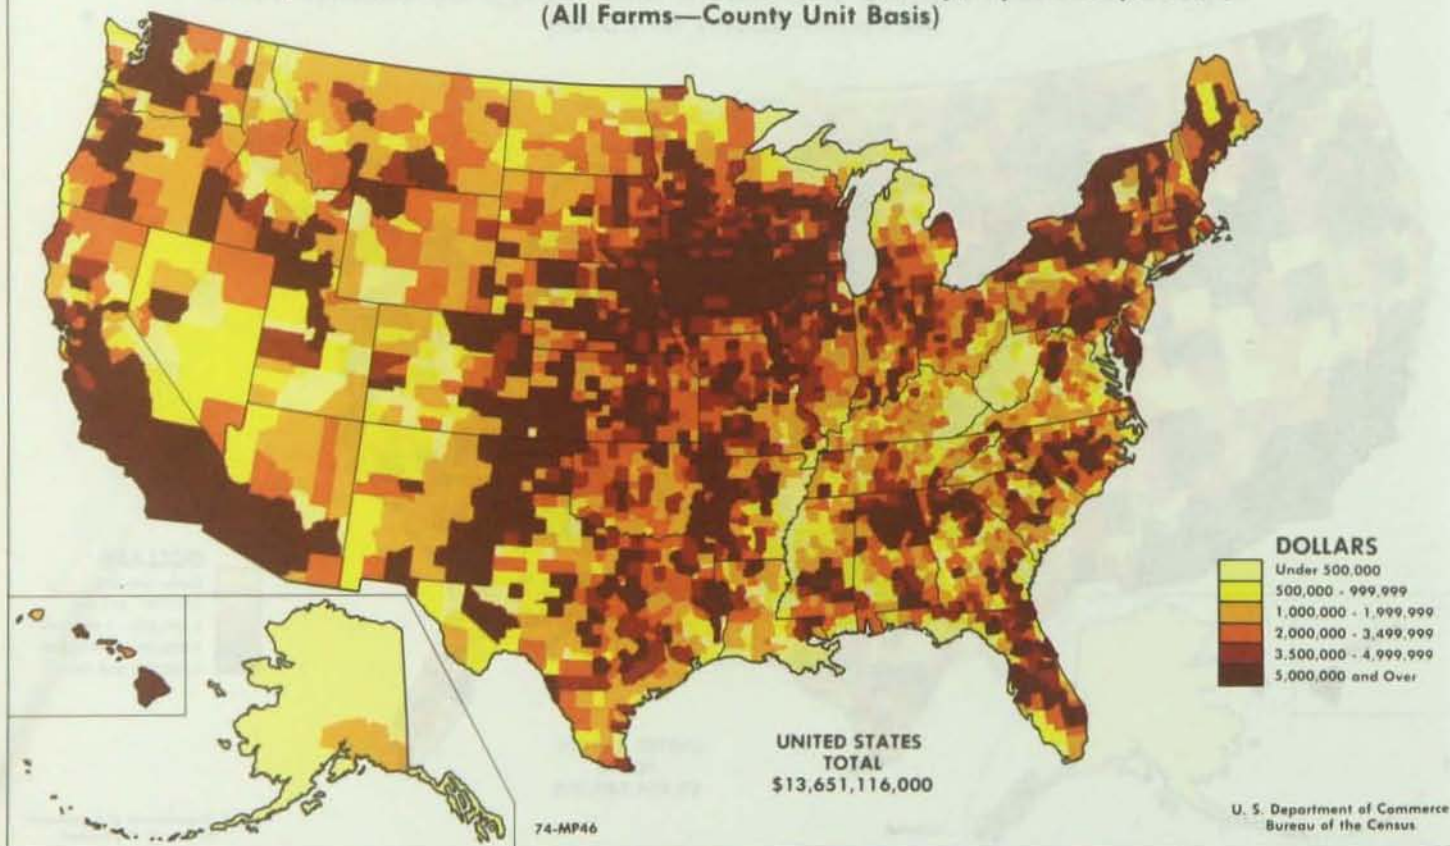 (All Farms—County Unit Basis)
DOLLARS
Under 500,000
500,000 - 999,999
1,000,000 - 1,999,999
2,000,000 - 3,499,999
3,500,000 - 4,999,999
5,000,000 and Over
UNITED STATES
TOTAL
$13,651,116,000
74-MP46
U. S. Department of Commerce
Bureau of the Census